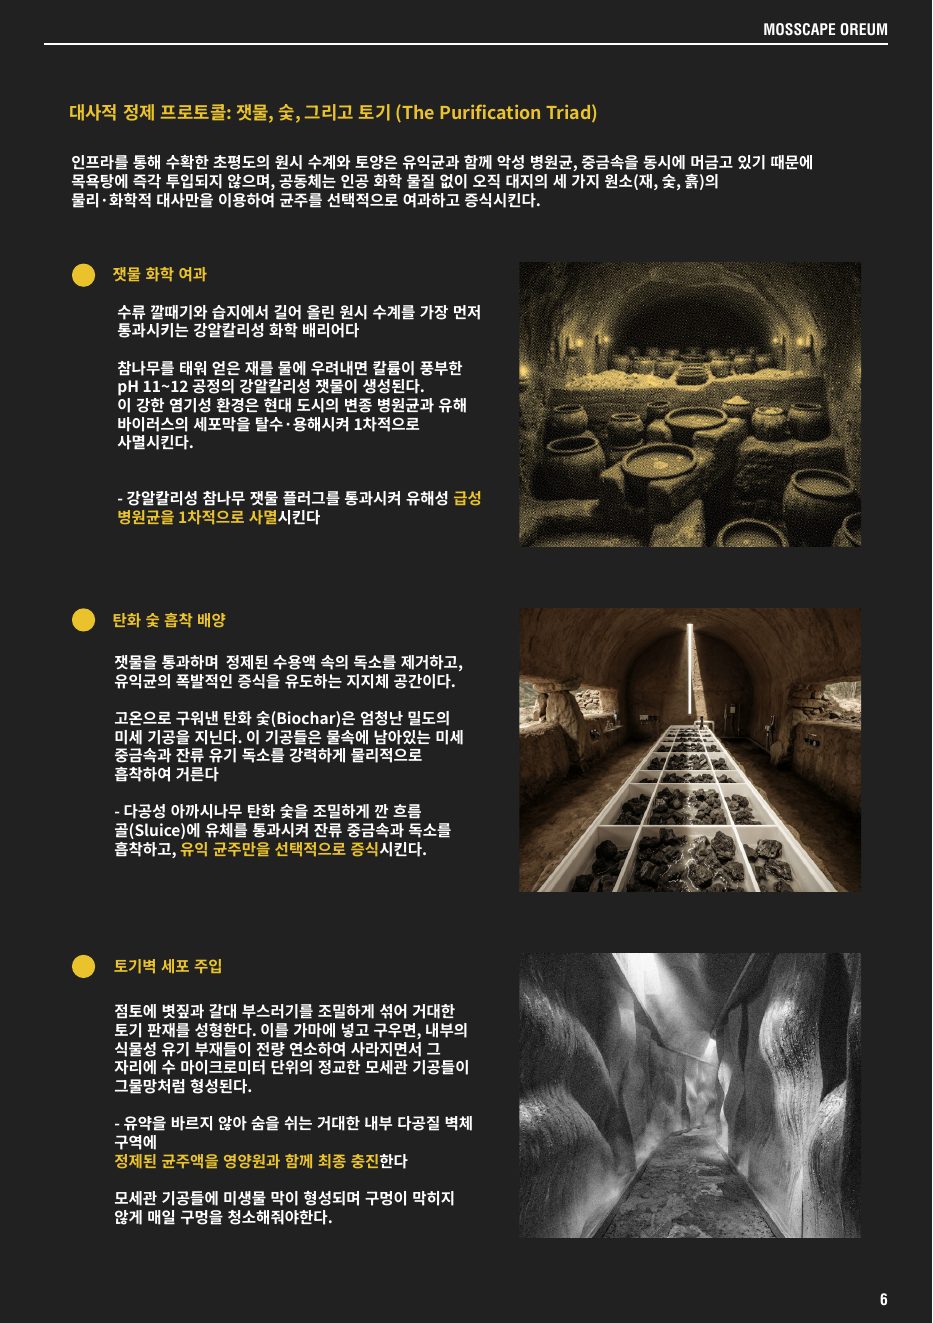 MOSSCAPE OREUM
대사적 정제 프로토콜: 잿물, 숯, 그리고 토기 (The Purification Triad)
인프라를 통해 수확한 초평도의 원시 수계와 토양은 유익균과 함께 악성 병원균, 중금속을 동시에 머금고 있기 때문에
목욕탕에 즉각 투입되지 않으며, 공동체는 인공 화학 물질 없이 오직 대지의 세 가지 원소(재, 숯, 흙)의
물리·화학적 대사만을 이용하여 균주를 선택적으로 여과하고 증식시킨다.
잿물 화학 여과
수류 깔때기와 습지에서 길어 올린 원시 수계를 가장 먼저
통과시키는 강알칼리성 화학 배리어다
참나무를 태워 얻은 재를 물에 우려내면 칼륨이 풍부한
pH 11~12 공정의 강알칼리성 잿물이 생성된다.
이 강한 염기성 환경은 현대 도시의 변종 병원균과 유해
바이러스의 세포막을 탈수·용해시켜 1차적으로
사멸시킨다.
- 강알칼리성 참나무 잿물 플러그를 통과시켜 유해성 급성
병원균을 1차적으로 사멸시킨다
탄화 숯 흡착 배양
잿물을 통과하며 정제된 수용액 속의 독소를 제거하고,
유익균의 폭발적인 증식을 유도하는 지지체 공간이다.
고온으로 구워낸 탄화 숯(Biochar)은 엄청난 밀도의
미세 기공을 지닌다. 이 기공들은 물속에 남아있는 미세
중금속과 잔류 유기 독소를 강력하게 물리적으로
흡착하여 거른다
- 다공성 아까시나무 탄화 숯을 조밀하게 깐 흐름
골(Sluice)에 유체를 통과시켜 잔류 중금속과 독소를
흡착하고, 유익 균주만을 선택적으로 증식시킨다.
토기벽 세포 주입
점토에 볏짚과 갈대 부스러기를 조밀하게 섞어 거대한
토기 판재를 성형한다. 이를 가마에 넣고 구우면, 내부의
식물성 유기 부재들이 전량 연소하여 사라지면서 그
자리에 수 마이크로미터 단위의 정교한 모세관 기공들이
그물망처럼 형성된다.
- 유약을 바르지 않아 숨을 쉬는 거대한 내부 다공질 벽체
구역에
정제된 균주액을 영양원과 함께 최종 충진한다
모세관 기공들에 미생물 막이 형성되며 구멍이 막히지
않게 매일 구멍을 청소해줘야한다.
6